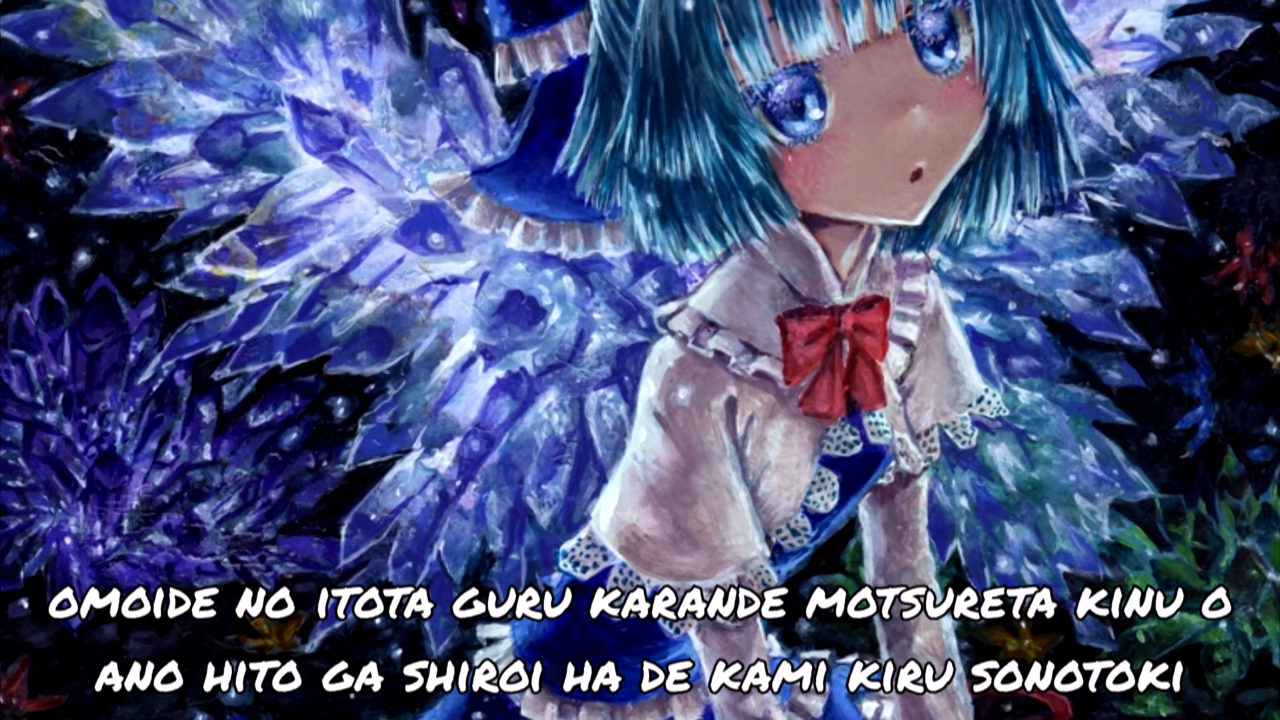 OMOIDE NO ITOTA GURU KARANDE MOTSURETA KINU O
ANO HITO GA SHIROI HA DE KAMI KIRU SONOTOKI